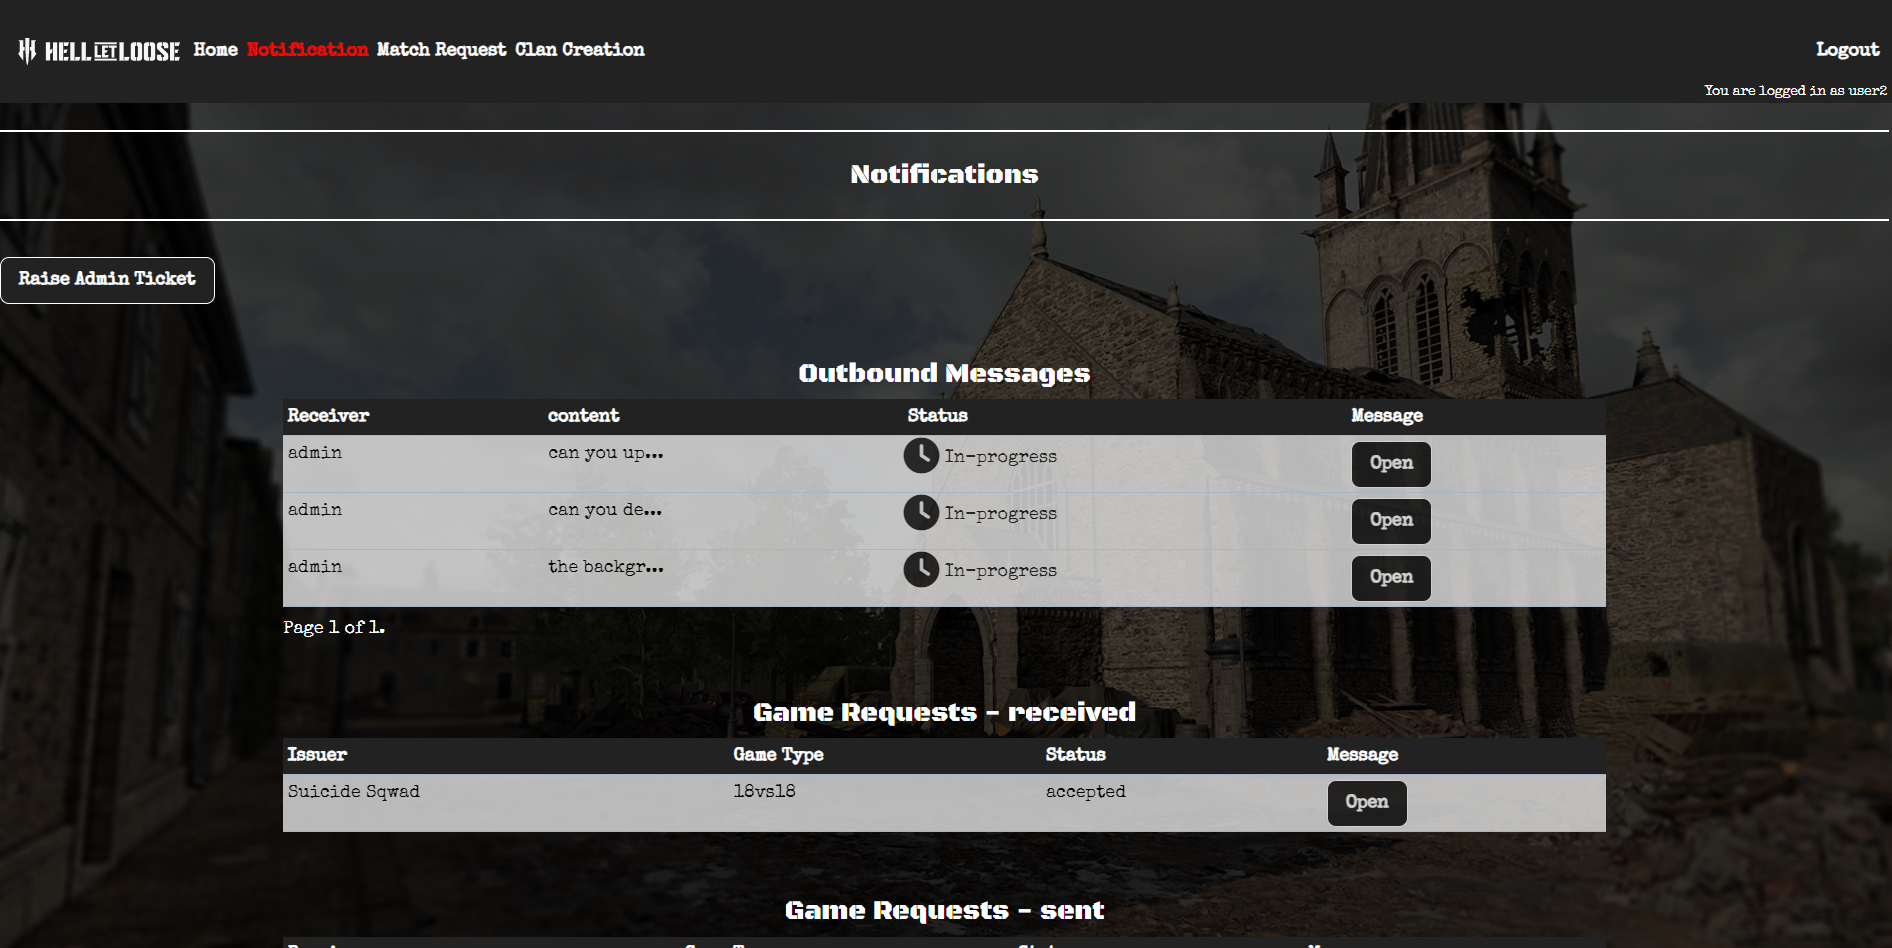 HELL LET LOOSE Home Notification Match Request Clan Creation Logout
You are logged in as user2
Notifications
Raise Admin Ticket
Outbound Messages
Receiver content Status Message
admin can you up... In-progress Open
admin can you de... In-progress Open
admin the backgr... In-progress Open
Page 1 of 1.
Game Requests - received
Issuer Game Type Status Message
Suicide Sqwad 18vs18 accepted Open
Game Requests - sent